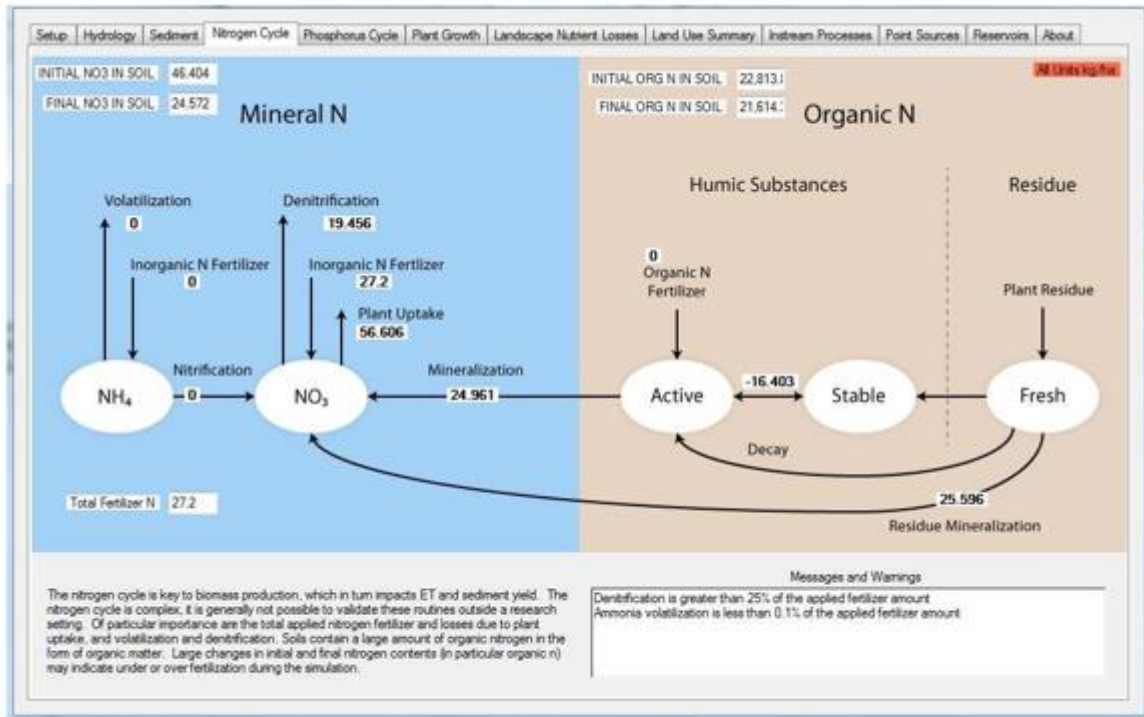 Setup Hydrology Sediment Nitrogen Cycle Phosphorus Cycle Plant Growth Landscape Nutrient Losses Land Use Summary Instream Processes Point Sources Reservoirs About
INITIAL NO3 IN SOIL 46.404
FINAL NO3 IN SOIL 24.572
Mineral N
INITIAL ORG N IN SOIL 22,813.
FINAL ORG N IN SOIL 21,614.
All Units kg/ha
Organic N
Humic Substances
Residue
Volatilization
0
Denitrification
19.456
Inorganic N Fertilizer
0
Inorganic N Fertlizer
27.2
Plant Uptake
56.606
0
Organic N
Fertilizer
Plant Residue
Nitrification
0
Mineralization
24.961
-16.403
NH₄
NO₃
Active
Stable
Fresh
Decay
25.596
Residue Mineralization
Total Fertilizer N 27.2
The nitrogen cycle is key to biomass production, which in turn impacts ET and sediment yield. The
nitrogen cycle is complex, it is generally not possible to validate these routines outside a research
setting. Of particular importance are the total applied nitrogen fertilizer and losses due to plant
uptake, and volatization and denitrification. Soils contain a large amount of organic nitrogen in the
form of organic matter. Large changes in initial and final nitrogen contents (in particular organic n)
may indicate under or over fertilization during the simulation.
Messages and Warnings
Denitrification is greater than 25% of the applied fertilizer amount
Ammonia volatilization is less than 0.1% of the applied fertilizer amount